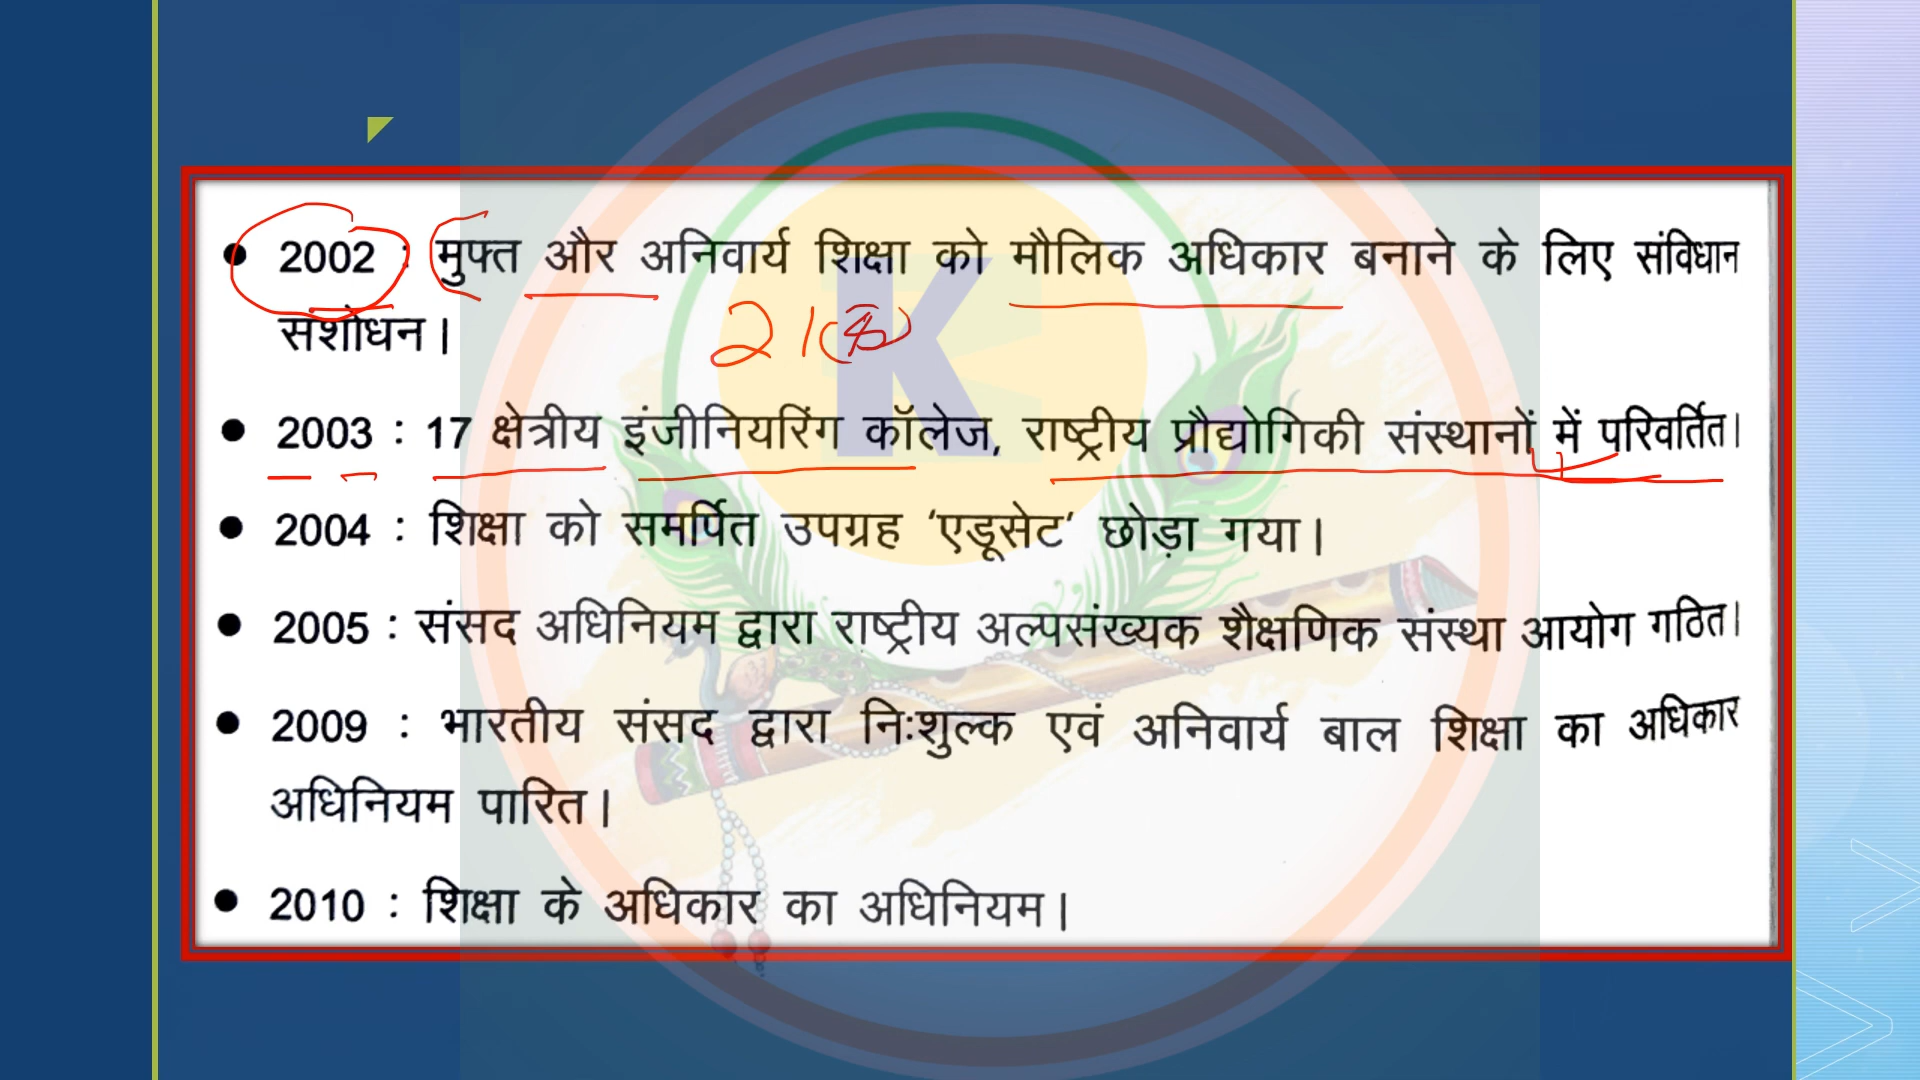 • 2002 : मुफ्त और अनिवार्य शिक्षा को मौलिक अधिकार बनाने के लिए संविधान
संशोधन।
21(क)
• 2003 : 17 क्षेत्रीय इंजीनियरिंग कॉलेज, राष्ट्रीय प्रौद्योगिकी संस्थानों में परिवर्तित।
• 2004 : शिक्षा को समर्पित उपग्रह ‘एडूसेट’ छोड़ा गया।
• 2005 : संसद अधिनियम द्वारा राष्ट्रीय अल्पसंख्यक शैक्षणिक संस्था आयोग गठित।
• 2009 : भारतीय संसद द्वारा निःशुल्क एवं अनिवार्य बाल शिक्षा का अधिकार
अधिनियम पारित।
• 2010 : शिक्षा के अधिकार का अधिनियम।
K